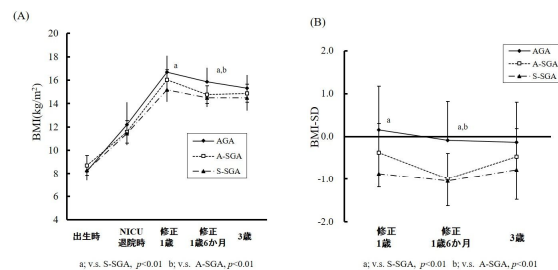 (A)
BMI(kg/m²)
20
18
16
14
12
10
8
6
4
a
a,b
AGA
A-SGA
S-SGA
出生時
NICU
退院時
修正
1歳
修正
1歳6か月
3歳
a; v.s. S-SGA, p<0.01 b; v.s. A-SGA, p<0.01
(B)
BMI-SD
2.0
1.0
0.0
-1.0
-2.0
a
a,b
AGA
A-SGA
S-SGA
修正
1歳
修正
1歳6か月
3歳
a; v.s. S-SGA, p<0.01 b; v.s. A-SGA, p<0.01